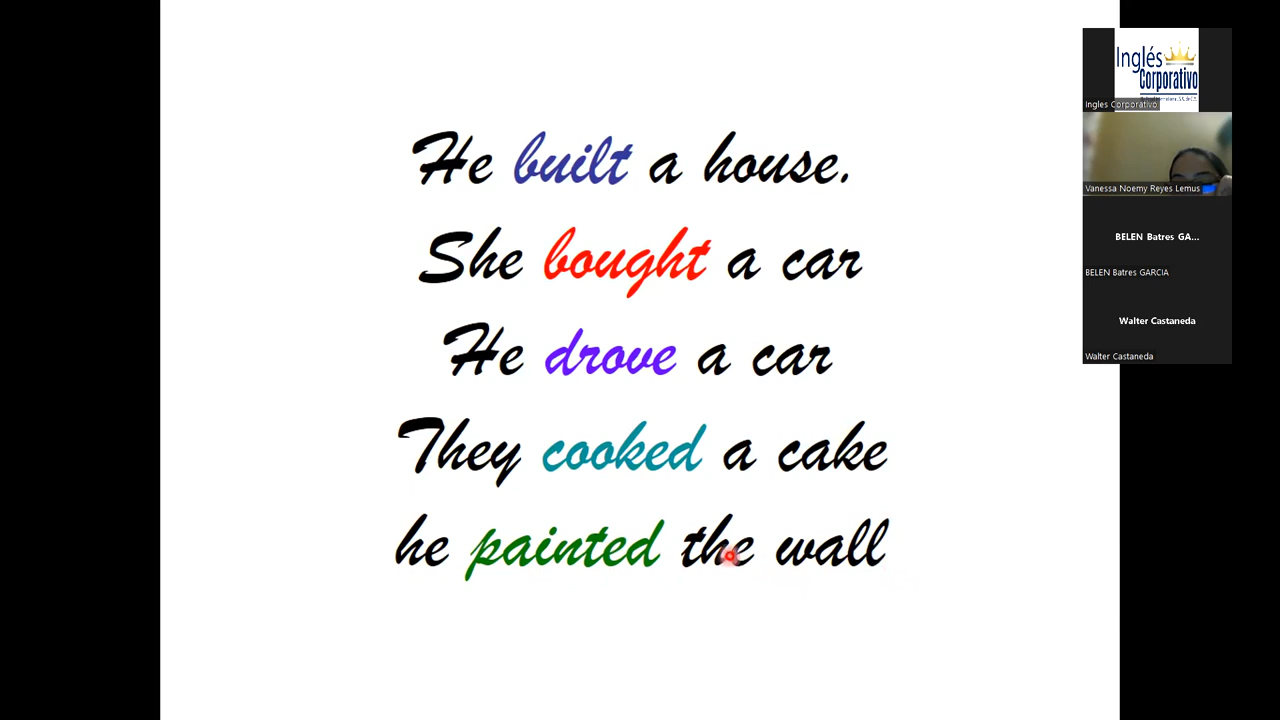 He built a house.
She bought a car
He drove a car
They cooked a cake
he painted the wall
Inglés
Corporativo
Ingles Corporativo
Vanessa Noemy Reyes Lemus
BELEN Batres GA...
BELEN Batres GARCIA
Walter Castaneda
Walter Castaneda